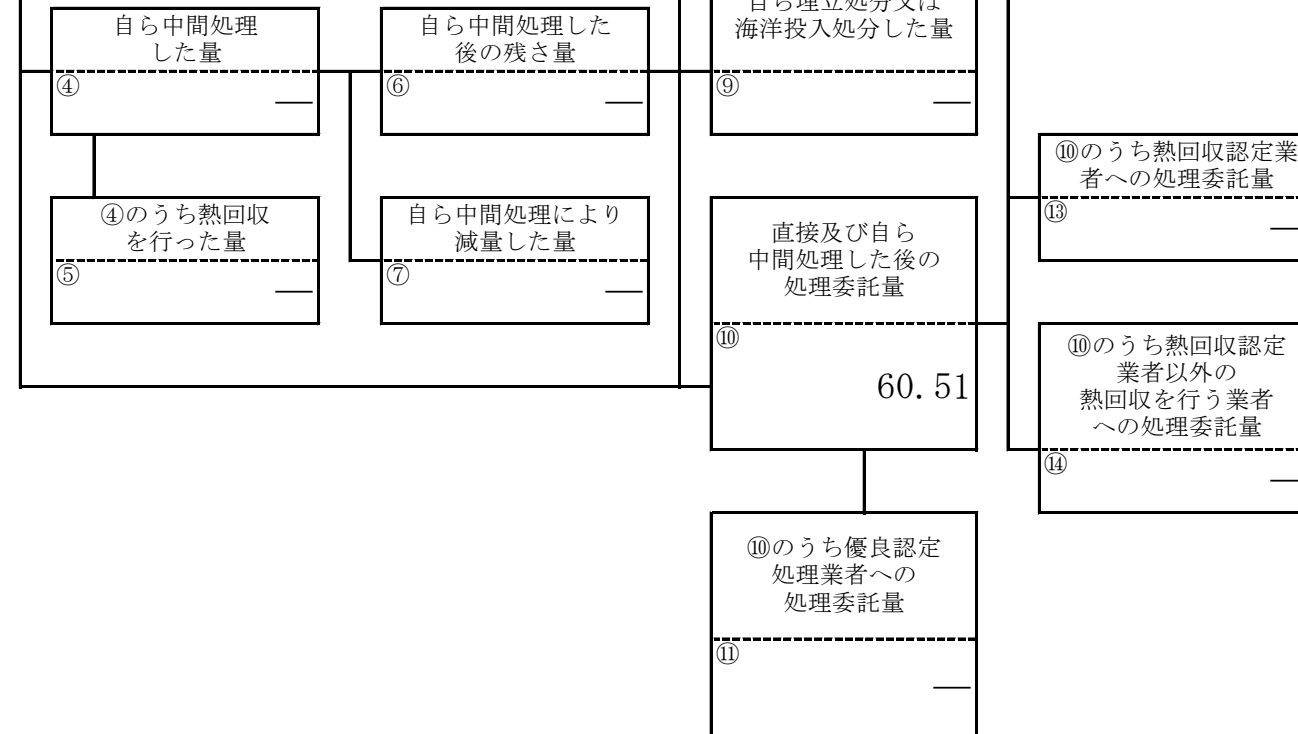 自ら中間処理
した量
④
—
自ら中間処理した
後の残さ量
⑥
—
自ら埋立処分又は
海洋投入処分した量
⑨
—
④のうち熱回収
を行った量
⑤
—
自ら中間処理により
減量した量
⑦
—
直接及び自ら
中間処理した後の
処理委託量
⑩
60.51
⑩のうち熱回収認定業
者への処理委託量
⑬
—
⑩のうち熱回収認定
業者以外の
熱回収を行う業者
への処理委託量
⑭
—
⑩のうち優良認定
処理業者への
処理委託量
⑪
—